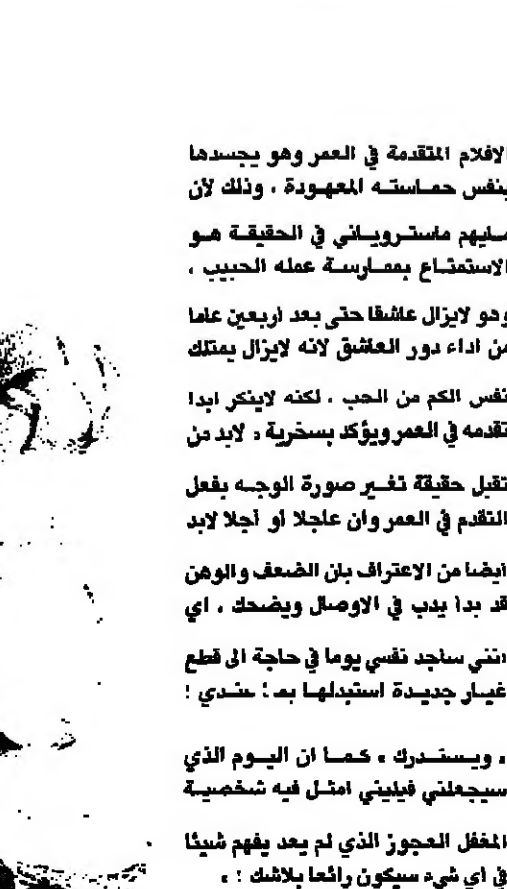 الافلام المتقدمة في العمر وهو يجسدها
بنفس حماسته المعهودة ، وذلك لان
مايهم ماسترويانى في الحقيقة هو
الاستمتاع بممارسة عمله الحبيب ،
وهو لايزال عاشقا حتى بعد اربعين عاما
من اداء دور العاشق لانه لايزال يمتلك
نفس الكم من الحب ، لكنه لاينكر ابدا
تقدمه في العمر ويؤكد بسخرية « لابد من
تقبل حقيقة تغير صورة الوجه بفعل
التقدم في العمر وان عاجلا او آجلا لابد
أيضا من الاعتراف بان الضعف والوهن
قد بدا يدب في الاوصال ويضحك ، اي
انني ساجد نفسي يوما في حاجة الى قطع
غيار جديدة استبدلها بما عندي !
، ويستدرك « كما ان اليوم الذي
سيجعلني فيليني امثل فيه شخصية
المغفل العجوز الذي لم يعد يفهم شيئا
في اي شيء سيكون رائعا بلاشك ! »